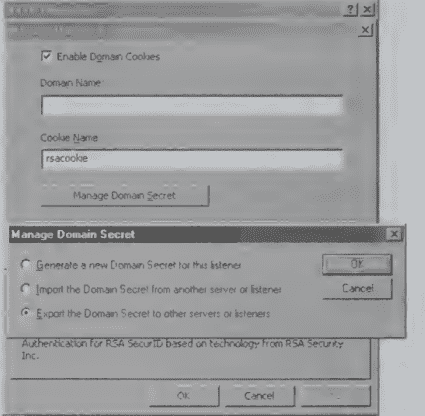 Enable Domain Cookies
Domain Name
Cookie Name
rsacookie
Manage Domain Secret
Manage Domain Secret
Generate a new Domain Secret for this listener
OK
Import the Domain Secret from another server or listener
Cancel
Export the Domain Secret to other servers or listeners
Authentication for RSA SecurID based on technology from RSA Security
Inc.
OK
Cancel